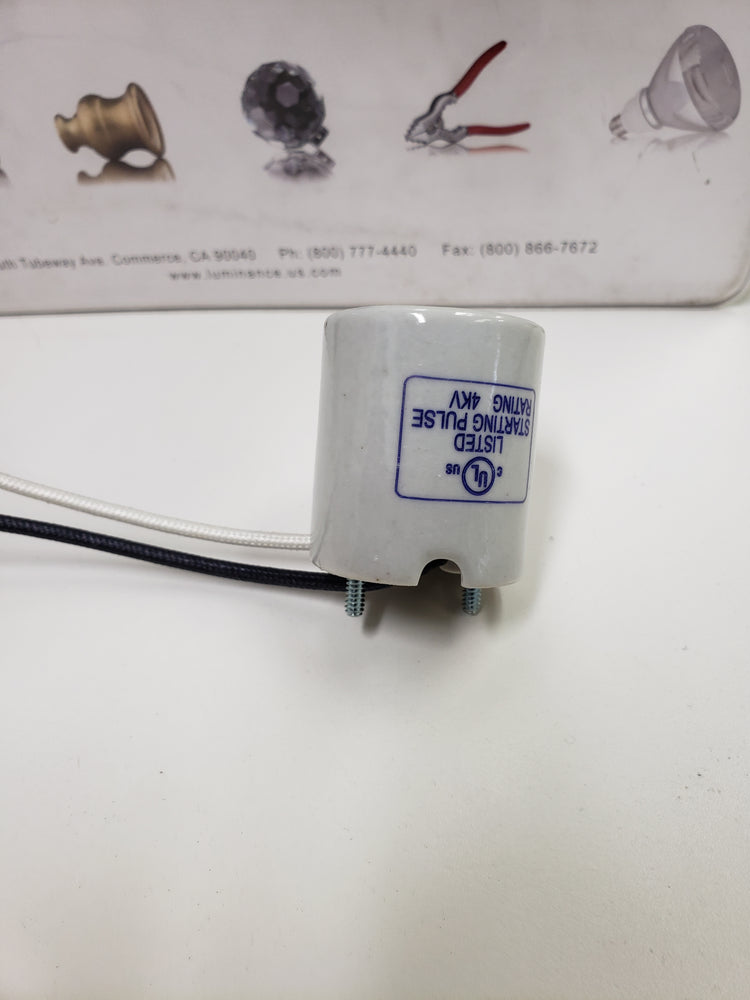 Tubeway Ave. Commerce, CA 90040 Ph: (800) 777-4440 Fax: (800) 866-7672
www.luminance.us.com
C UL US
LISTED
STARTING PULSE
RATING 4KV